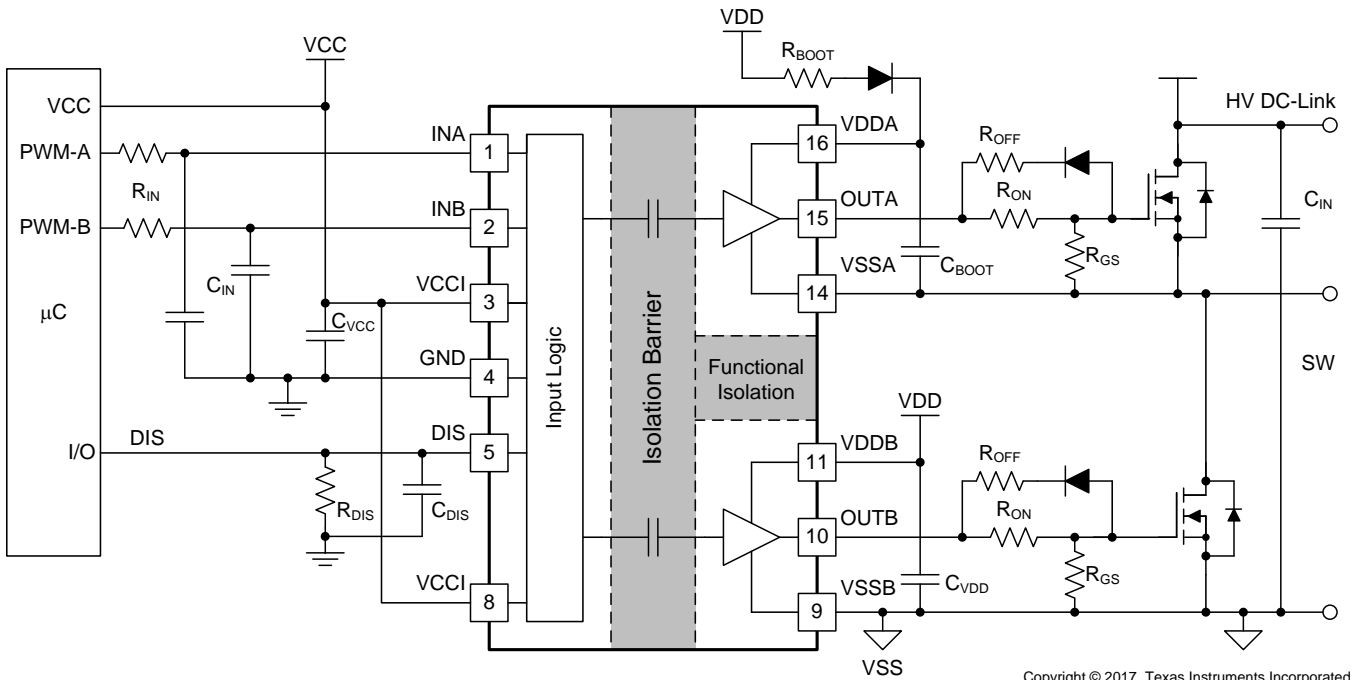 VDD
RBOOT
VCC
VCC
HV DC-Link
INA
VDDA
PWM-A
1
16
ROFF
RIN
RON
INB
OUTA
PWM-B
2
15
CIN
CIN
VCCI
VSSA
CBOOT
RGS
3
14
μC
CVCC
GND
4
Input Logic
Isolation Barrier
Functional
Isolation
SW
VDD
DIS
DIS
VDDB
I/O
5
11
ROFF
RDIS
CDIS
OUTB
RON
10
VCCI
VSSB
CVDD
RGS
8
9
VSS
Copyright © 2017, Texas Instruments Incorporated